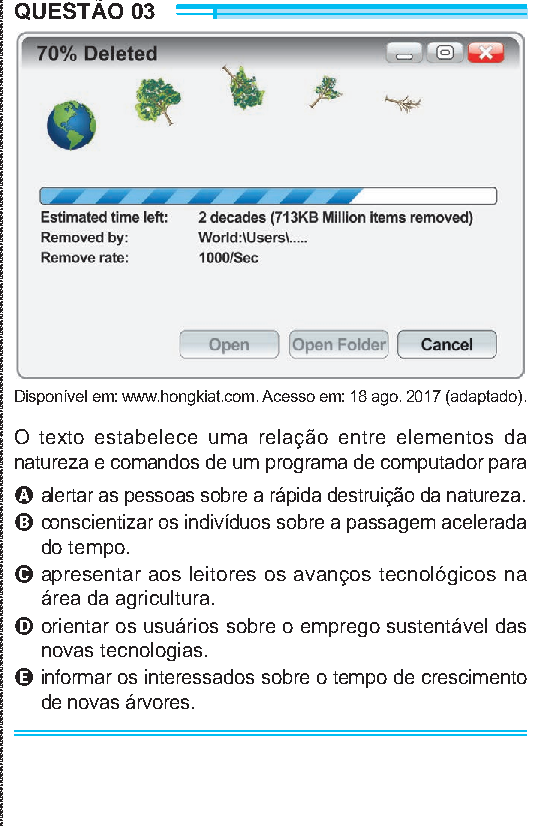 QUESTÃO 03
70% Deleted
Estimated time left: 2 decades (713KB Million items removed)
Removed by: World:\Users\.....
Remove rate: 1000/Sec
Open Open Folder Cancel
Disponível em: www.hongkiat.com. Acesso em: 18 ago. 2017 (adaptado).
O texto estabelece uma relação entre elementos da
natureza e comandos de um programa de computador para
A alertar as pessoas sobre a rápida destruição da natureza.
B conscientizar os indivíduos sobre a passagem acelerada
do tempo.
C apresentar aos leitores os avanços tecnológicos na
área da agricultura.
D orientar os usuários sobre o emprego sustentável das
novas tecnologias.
E informar os interessados sobre o tempo de crescimento
de novas árvores.